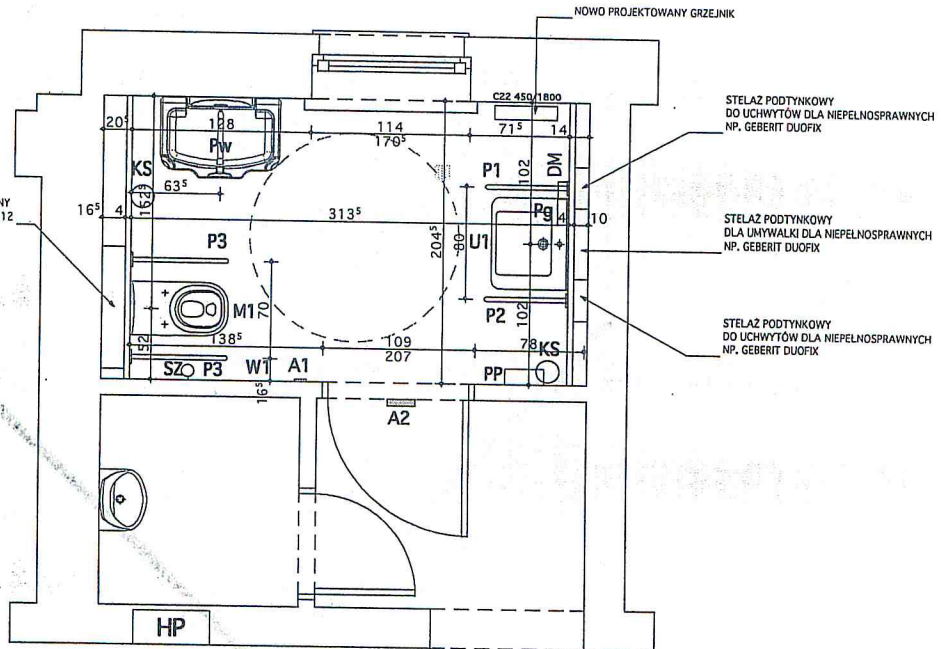 NOWO PROJEKTOWANY GRZEJNIK
C22 450/1800
STELAŻ PODTYNKOWY
DO UCHWYTÓW DLA NIEPEŁNOSPRAWNYCH
NP. GEBERIT DUOFIX
20⁵ 128 114 71⁵ 14
170⁵
Pw
KS
63⁵
P1
102
DM
NY
12
16⁵ 4 313⁵ Pg 4 10
162⁹
204⁵
80
U1
STELAŻ PODTYNKOWY
DLA UMYWALKI DLA NIEPEŁNOSPRAWNYCH
NP. GEBERIT DUOFIX
P3
M1
70
P2
102
STELAŻ PODTYNKOWY
DO UCHWYTÓW DLA NIEPEŁNOSPRAWNYCH
NP. GEBERIT DUOFIX
52
138⁵ 109 78
207
KS
SZ P3 W1 A1 PP
16⁵
A2
HP